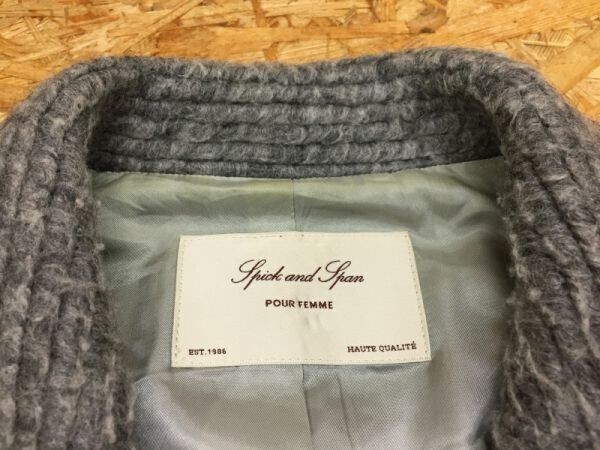 Spick and Span
POUR FEMME
EST.1986
HAUTE QUALITÉ